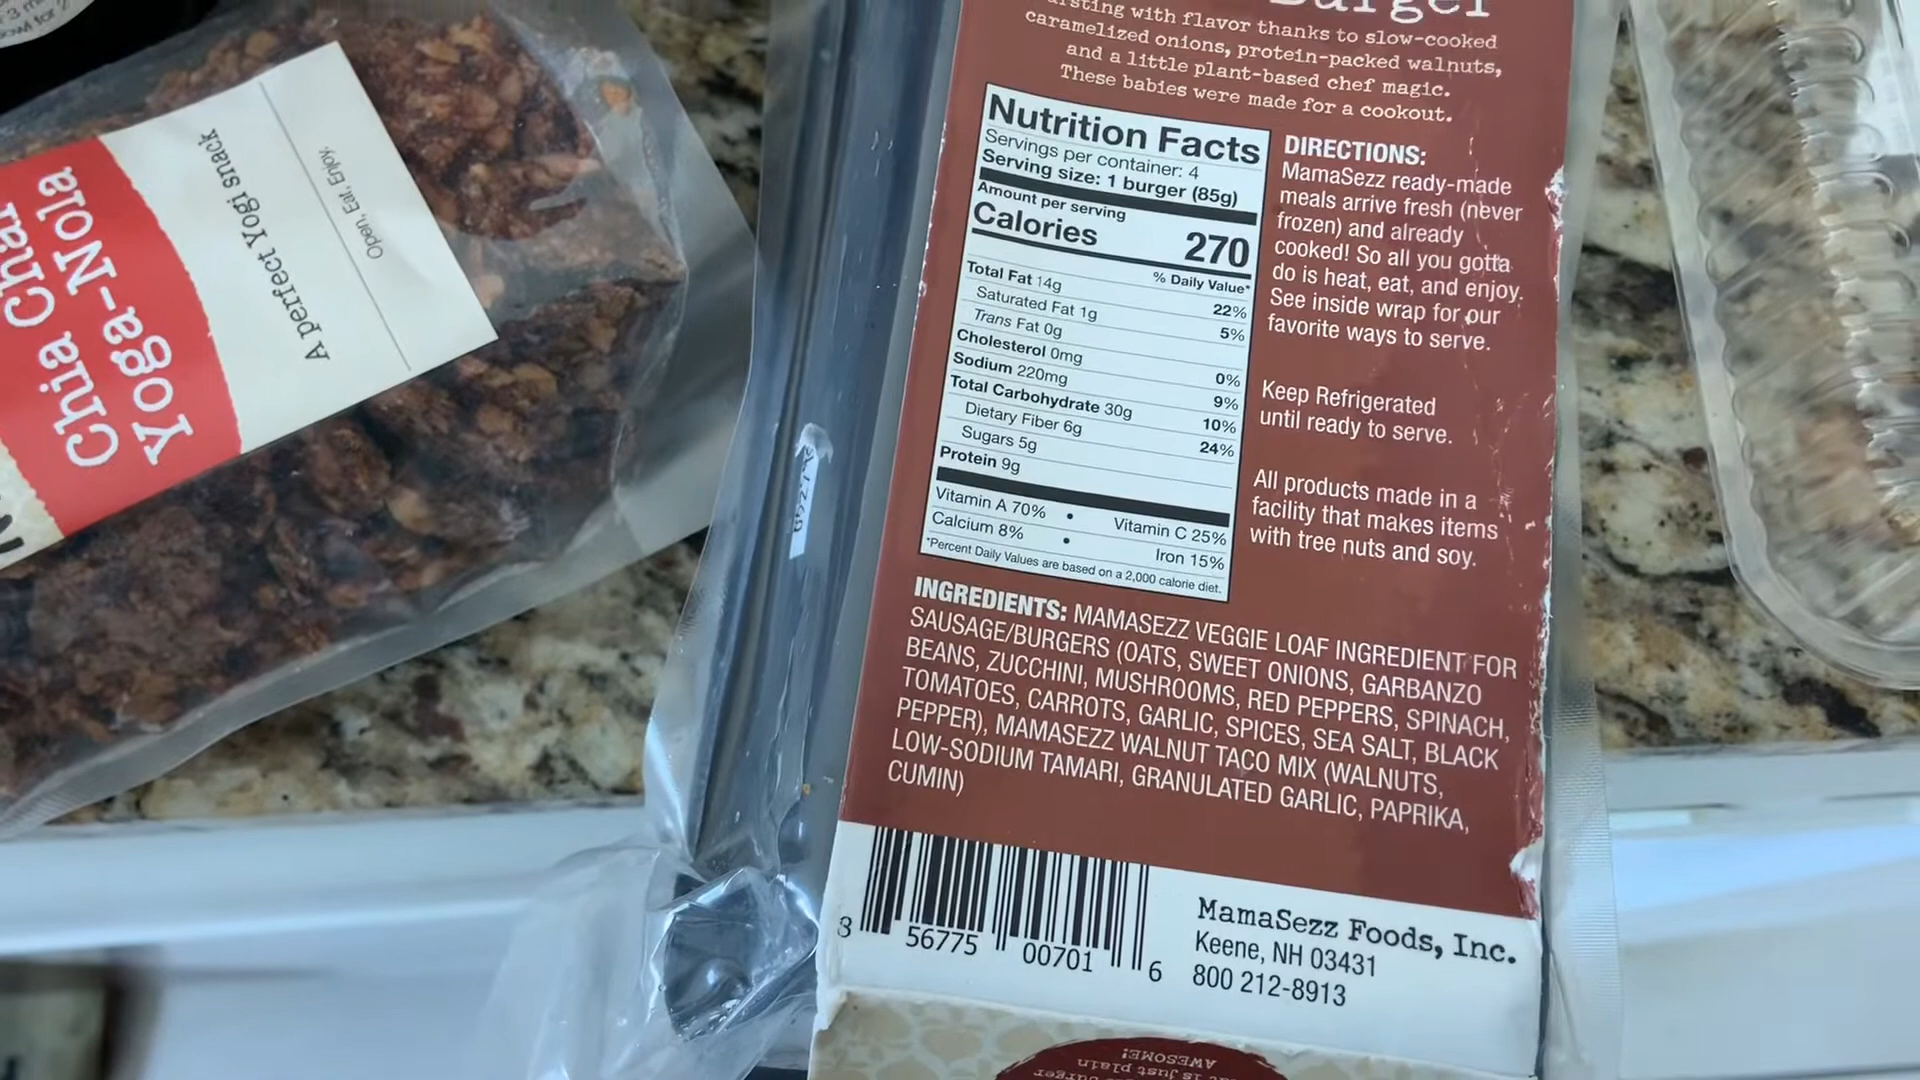 Burger
with flavor thanks to slow-cooked
caramelized onions, protein-packed walnuts,
and a little plant-based chef magic.
These babies were made for a cookout.
Nutrition Facts
Servings per container: 4
Serving size: 1 burger (85g)
Amount per serving
Calories 270
% Daily Value*
Total Fat 14g 22%
Saturated Fat 1g 5%
Trans Fat 0g
Cholesterol 0mg 0%
Sodium 220mg 9%
Total Carbohydrate 30g 10%
Dietary Fiber 6g 24%
Sugars 5g
Protein 9g
Vitamin A 70% • Vitamin C 25%
Calcium 8% • Iron 15%
*Percent Daily Values are based on a 2,000 calorie diet.
DIRECTIONS:
MamaSezz ready-made
meals arrive fresh (never
frozen) and already
cooked! So all you gotta
do is heat, eat, and enjoy.
See inside wrap for our
favorite ways to serve.
Keep Refrigerated
until ready to serve.
All products made in a
facility that makes items
with tree nuts and soy.
INGREDIENTS: MAMASEZZ VEGGIE LOAF INGREDIENT FOR
SAUSAGE/BURGERS (OATS, SWEET ONIONS, GARBANZO
BEANS, ZUCCHINI, MUSHROOMS, RED PEPPERS, SPINACH,
TOMATOES, CARROTS, GARLIC, SPICES, SEA SALT, BLACK
PEPPER), MAMASEZZ WALNUT TACO MIX (WALNUTS,
LOW-SODIUM TAMARI, GRANULATED GARLIC, PAPRIKA,
CUMIN)
3 56775 00701 6
MamaSezz Foods, Inc.
Keene, NH 03431
800 212-8913
is just plain
AWESOME!
Chia Chai
Yoga-Nola
A perfect Yogi snack
Open, Eat, Enjoy.